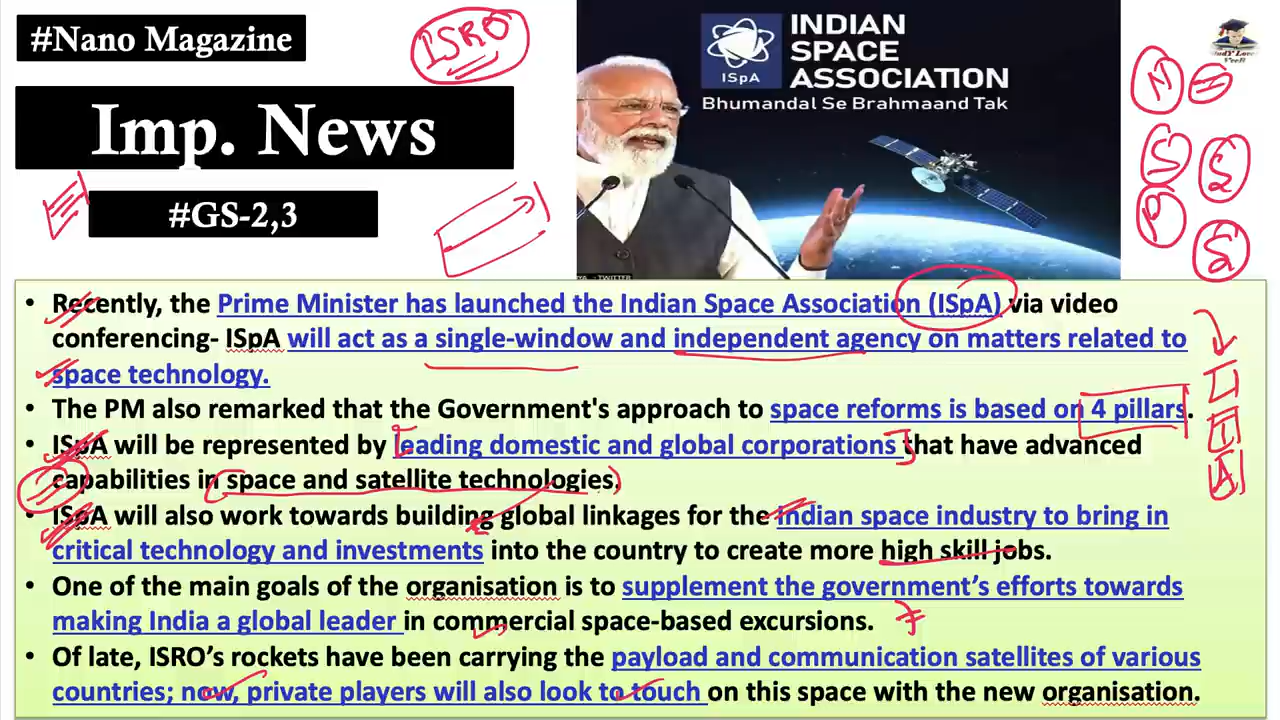 #Nano Magazine
ISRO
Imp. News
#GS-2,3
INDIAN
SPACE
ASSOCIATION
ISpA
Bhumandal Se Brahmaand Tak
TWITTER
• Recently, the Prime Minister has launched the Indian Space Association (ISpA) via video
conferencing- ISpA will act as a single-window and independent agency on matters related to
space technology.
• The PM also remarked that the Government's approach to space reforms is based on 4 pillars.
• ISpA will be represented by leading domestic and global corporations that have advanced
capabilities in space and satellite technologies.
• ISpA will also work towards building global linkages for the Indian space industry to bring in
critical technology and investments into the country to create more high skill jobs.
• One of the main goals of the organisation is to supplement the government's efforts towards
making India a global leader in commercial space-based excursions.
• Of late, ISRO's rockets have been carrying the payload and communication satellites of various
countries; now, private players will also look to touch on this space with the new organisation.